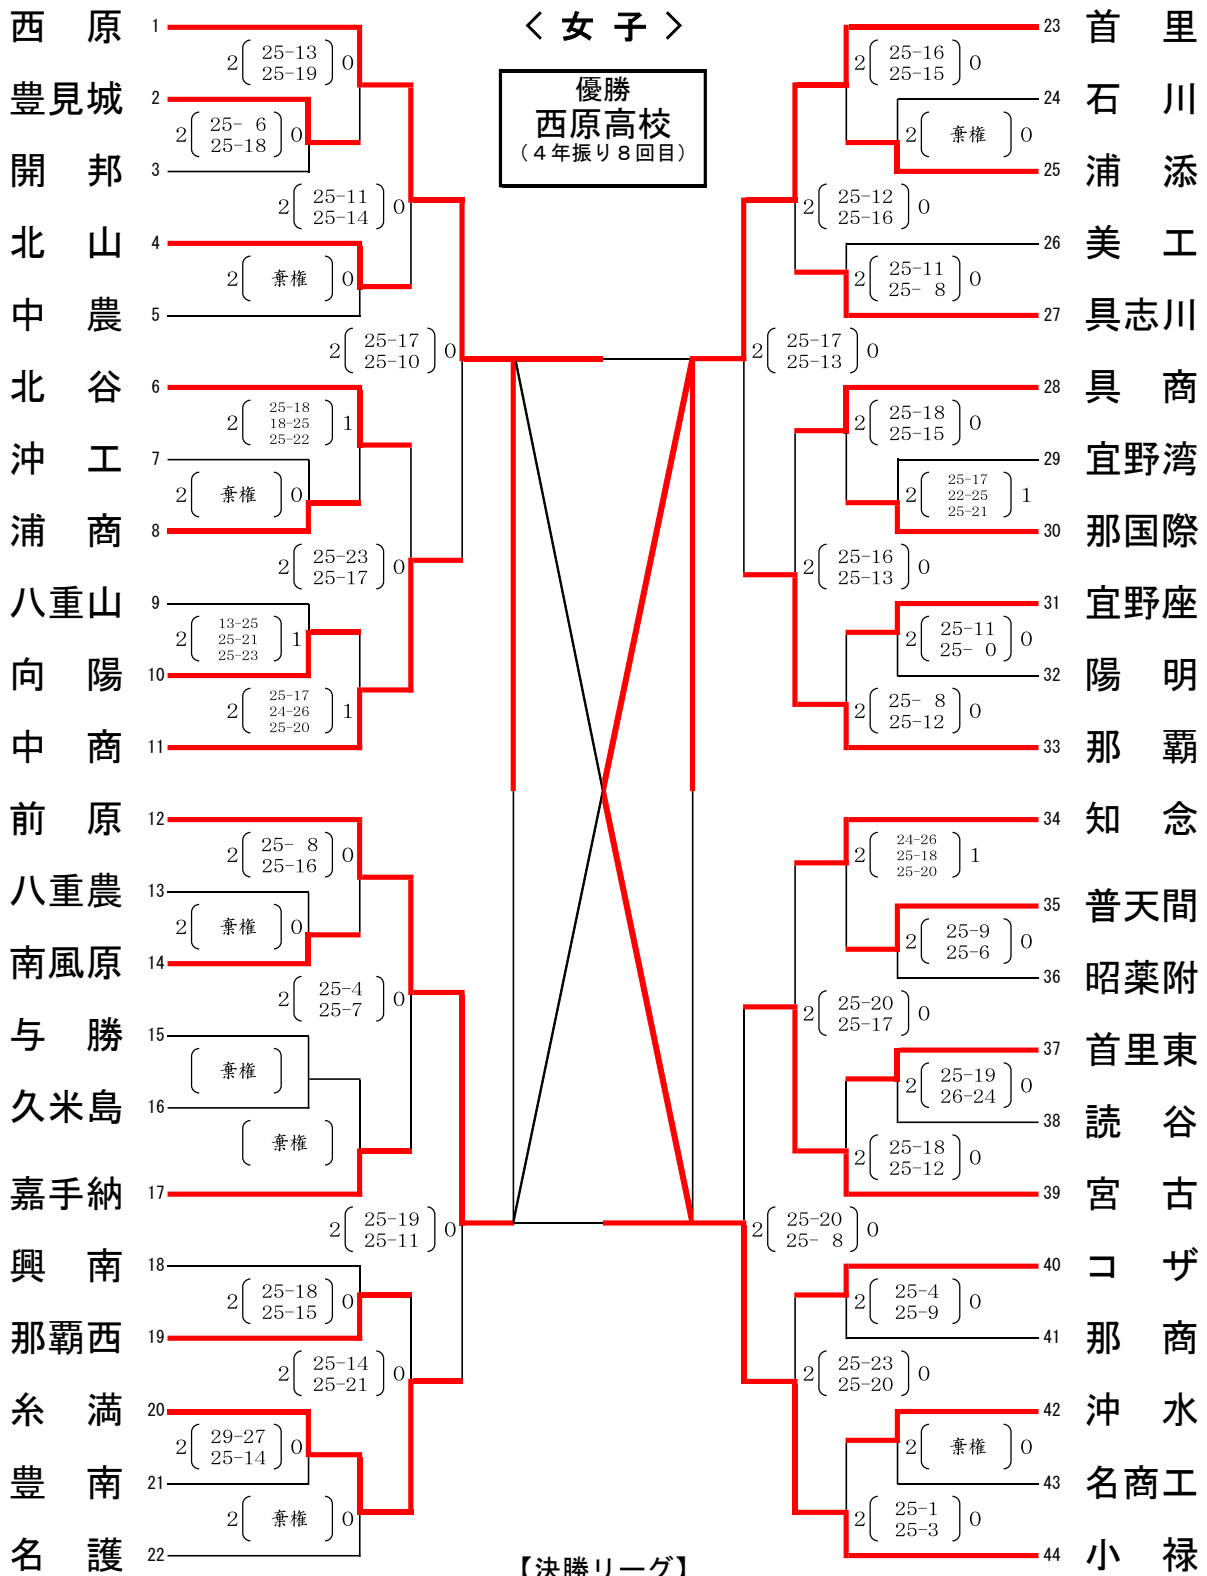 ＜ 女 子 ＞
優勝
西原高校
（４年振り８回目）
西　原 1
2 25-13 0
25-19
豊見城 2
2 25- 6 0
25-18
開　邦 3
2 25-11 0
25-14
北　山 4
2 棄権 0
中　農 5
2 25-17 0
25-10
北　谷 6
2 25-18 1
18-25
25-22
沖　工 7
2 棄権 0
浦　商 8
2 25-23 0
25-17
八重山 9
2 13-25 1
25-21
25-23
向　陽 10
2 25-17 1
24-26
25-20
中　商 11
前　原 12
2 25- 8 0
25-16
八重農 13
2 棄権 0
南風原 14
2 25-4 0
25-7
与　勝 15
棄権
久米島 16
棄権
嘉手納 17
2 25-19 0
25-11
興　南 18
2 25-18 0
25-15
那覇西 19
2 25-14 0
25-21
糸　満 20
2 29-27 0
25-14
豊　南 21
2 棄権 0
名　護 22
23 首　里
2 25-16 0
25-15
24 石　川
2 棄権 0
25 浦　添
2 25-12 0
25-16
26 美　工
2 25-11 0
25- 8
27 具志川
2 25-17 0
25-13
28 具　商
2 25-18 0
25-15
29 宜野湾
2 25-17 1
22-25
25-21
30 那国際
2 25-16 0
25-13
31 宜野座
2 25-11 0
25- 0
32 陽　明
2 25- 8 0
25-12
33 那　覇
34 知　念
2 24-26 1
25-18
25-20
35 普天間
2 25-9 0
25-6
36 昭薬附
2 25-20 0
25-17
37 首里東
2 25-19 0
26-24
38 読　谷
2 25-18 0
25-12
39 宮　古
2 25-20 0
25- 8
40 コ　ザ
2 25-4 0
25-9
41 那　商
2 25-23 0
25-20
42 沖　水
2 棄権 0
43 名商工
2 25-1 0
25-3
44 小　禄
【決勝リーグ】